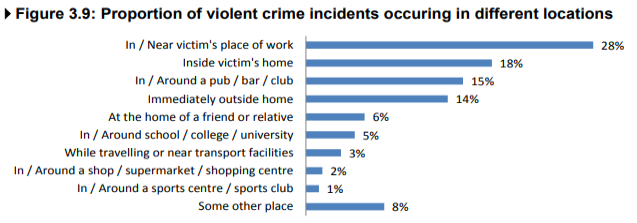 Figure 3.9: Proportion of violent crime incidents occuring in different locations
In / Near victim's place of work 28%
Inside victim's home 18%
In / Around a pub / bar / club 15%
Immediately outside home 14%
At the home of a friend or relative 6%
In / Around school / college / university 5%
While travelling or near transport facilities 3%
In / Around a shop / supermarket / shopping centre 2%
In / Around a sports centre / sports club 1%
Some other place 8%